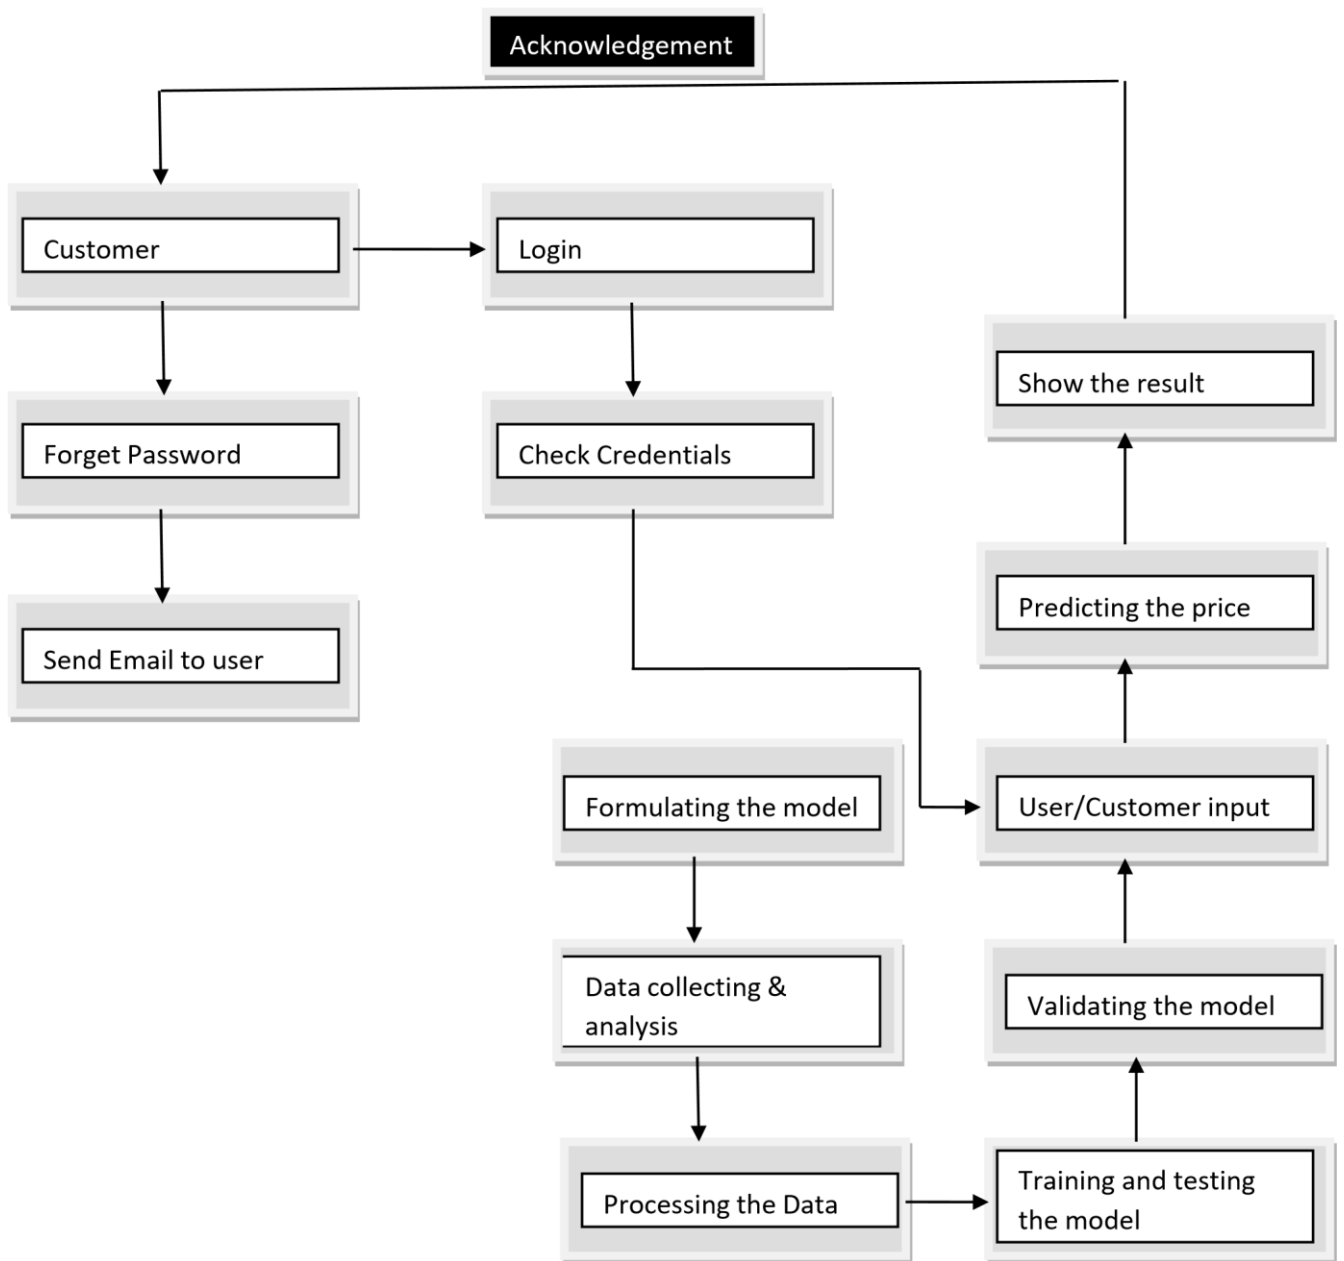 Acknowledgement
Customer
Login
Show the result
Forget Password
Check Credentials
Predicting the price
Send Email to user
Formulating the model
User/Customer input
Data collecting &
analysis
Validating the model
Processing the Data
Training and testing
the model